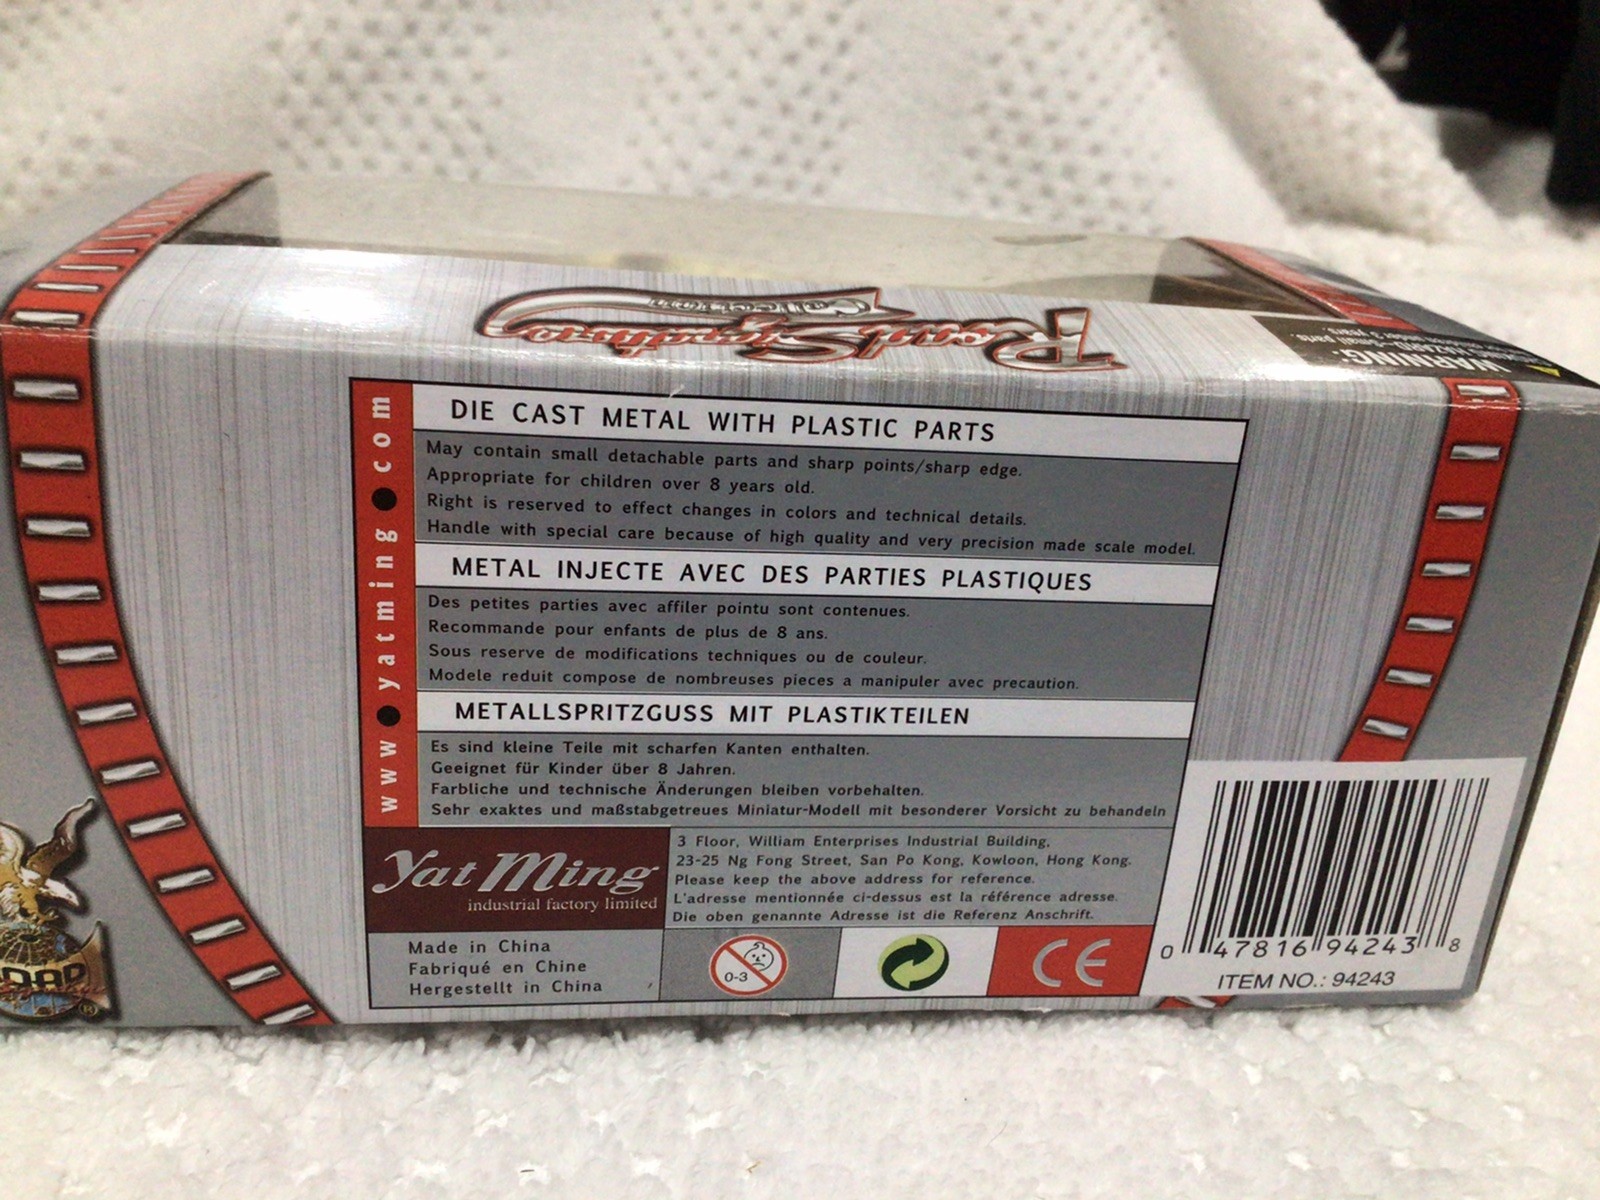 Road Signature
Collection
WARNING:
small parts.
www.yatming.com
DIE CAST METAL WITH PLASTIC PARTS
May contain small detachable parts and sharp points/sharp edge.
Appropriate for children over 8 years old.
Right is reserved to effect changes in colors and technical details.
Handle with special care because of high quality and very precision made scale model.
METAL INJECTE AVEC DES PARTIES PLASTIQUES
Des petites parties avec affiler pointu sont contenues.
Recommande pour enfants de plus de 8 ans.
Sous reserve de modifications techniques ou de couleur.
Modele reduit compose de nombreuses pieces a manipuler avec precaution.
METALLSPRITZGUSS MIT PLASTIKTEILEN
Es sind kleine Teile mit scharfen Kanten enthalten.
Geeignet für Kinder über 8 Jahren.
Farbliche und technische Änderungen bleiben vorbehalten.
Sehr exaktes und maßstabgetreues Miniatur-Modell mit besonderer Vorsicht zu behandeln
Yat Ming
industrial factory limited
3 Floor, William Enterprises Industrial Building,
23-25 Ng Fong Street, San Po Kong, Kowloon, Hong Kong.
Please keep the above address for reference.
L'adresse mentionnée ci-dessus est la référence adresse.
Die oben genannte Adresse ist die Referenz Anschrift.
Made in China
Fabriqué en Chine
Hergestellt in China
0-3
CE
0 47816 94243 8
ITEM NO.: 94243